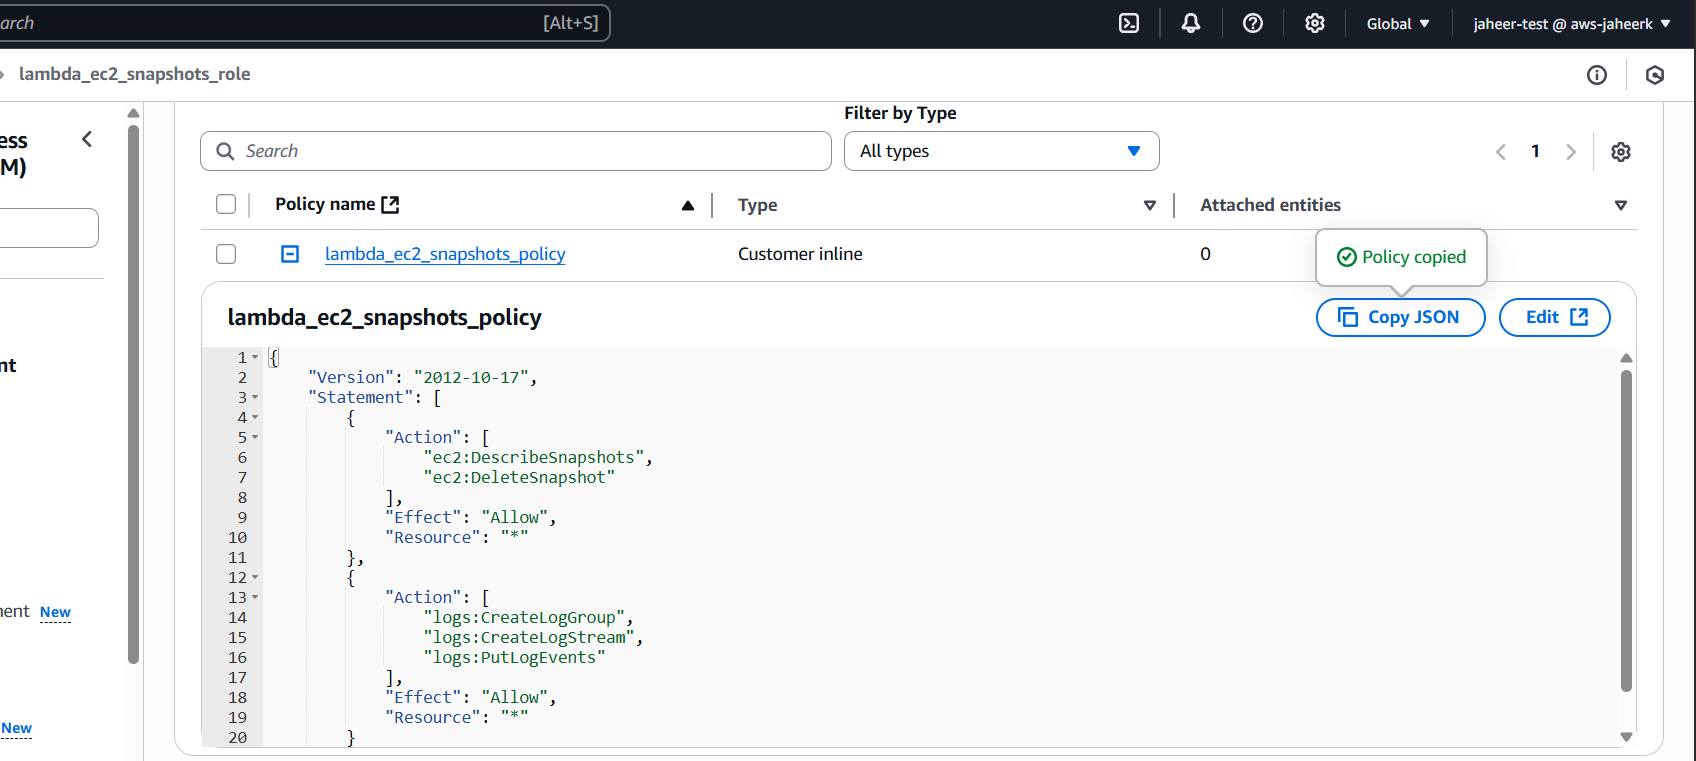 arch [Alt+S] Global jaheer-test @ aws-jaheerk
lambda_ec2_snapshots_role
ess
M)
nt
nent New
New
Filter by Type
Search All types 1
Policy name Type Attached entities
lambda_ec2_snapshots_policy Customer inline 0
Policy copied
lambda_ec2_snapshots_policy Copy JSON Edit
1 {
2 "Version": "2012-10-17",
3 "Statement": [
4 {
5 "Action": [
6 "ec2:DescribeSnapshots",
7 "ec2:DeleteSnapshot"
8 ],
9 "Effect": "Allow",
10 "Resource": "*"
11 },
12 {
13 "Action": [
14 "logs:CreateLogGroup",
15 "logs:CreateLogStream",
16 "logs:PutLogEvents"
17 ],
18 "Effect": "Allow",
19 "Resource": "*"
20 }